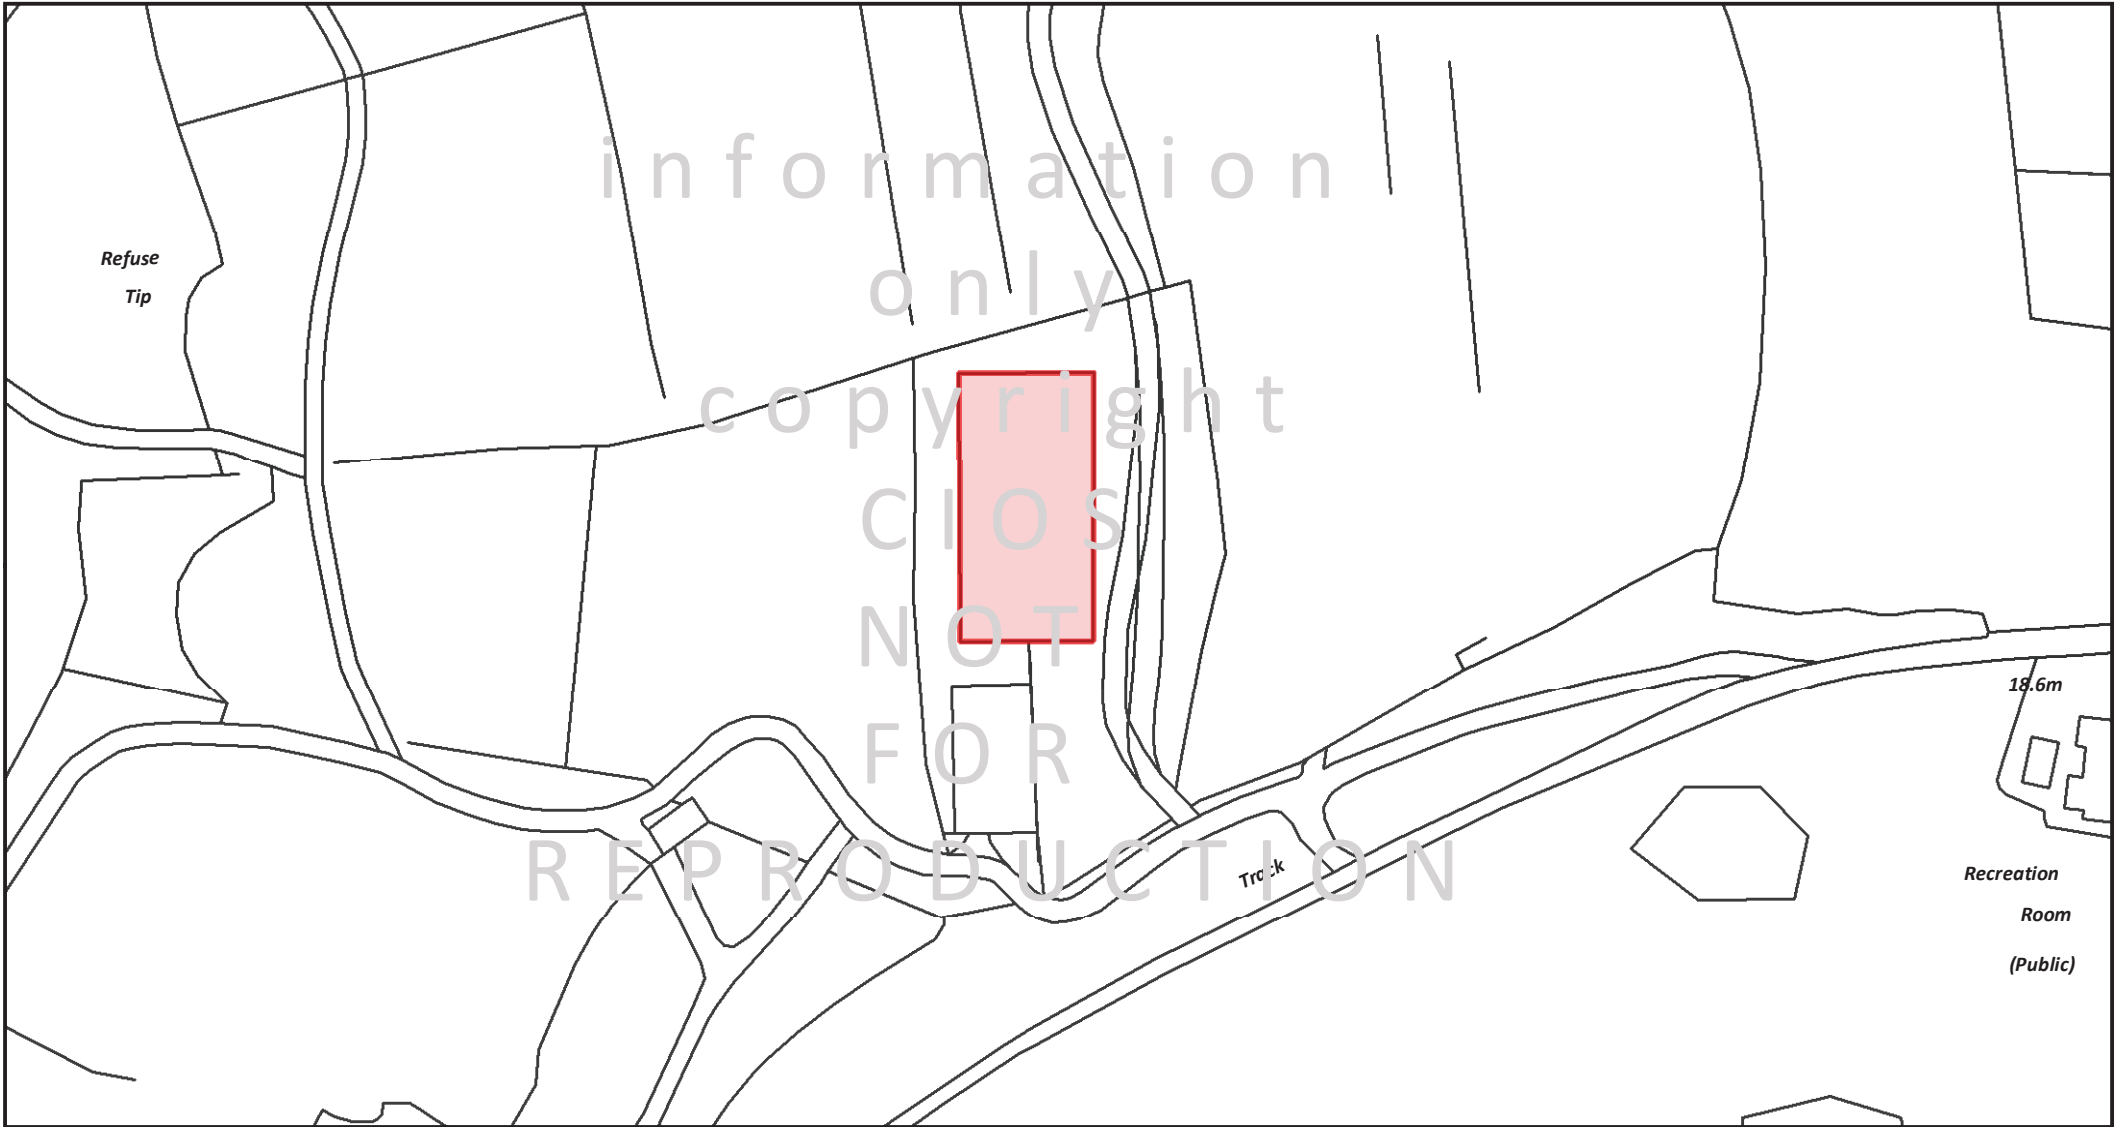 information
only
copyright
CIOS
NOT
FOR
REPRODUCTION
Refuse
Tip
18.6m
Track
Recreation
Room
(Public)